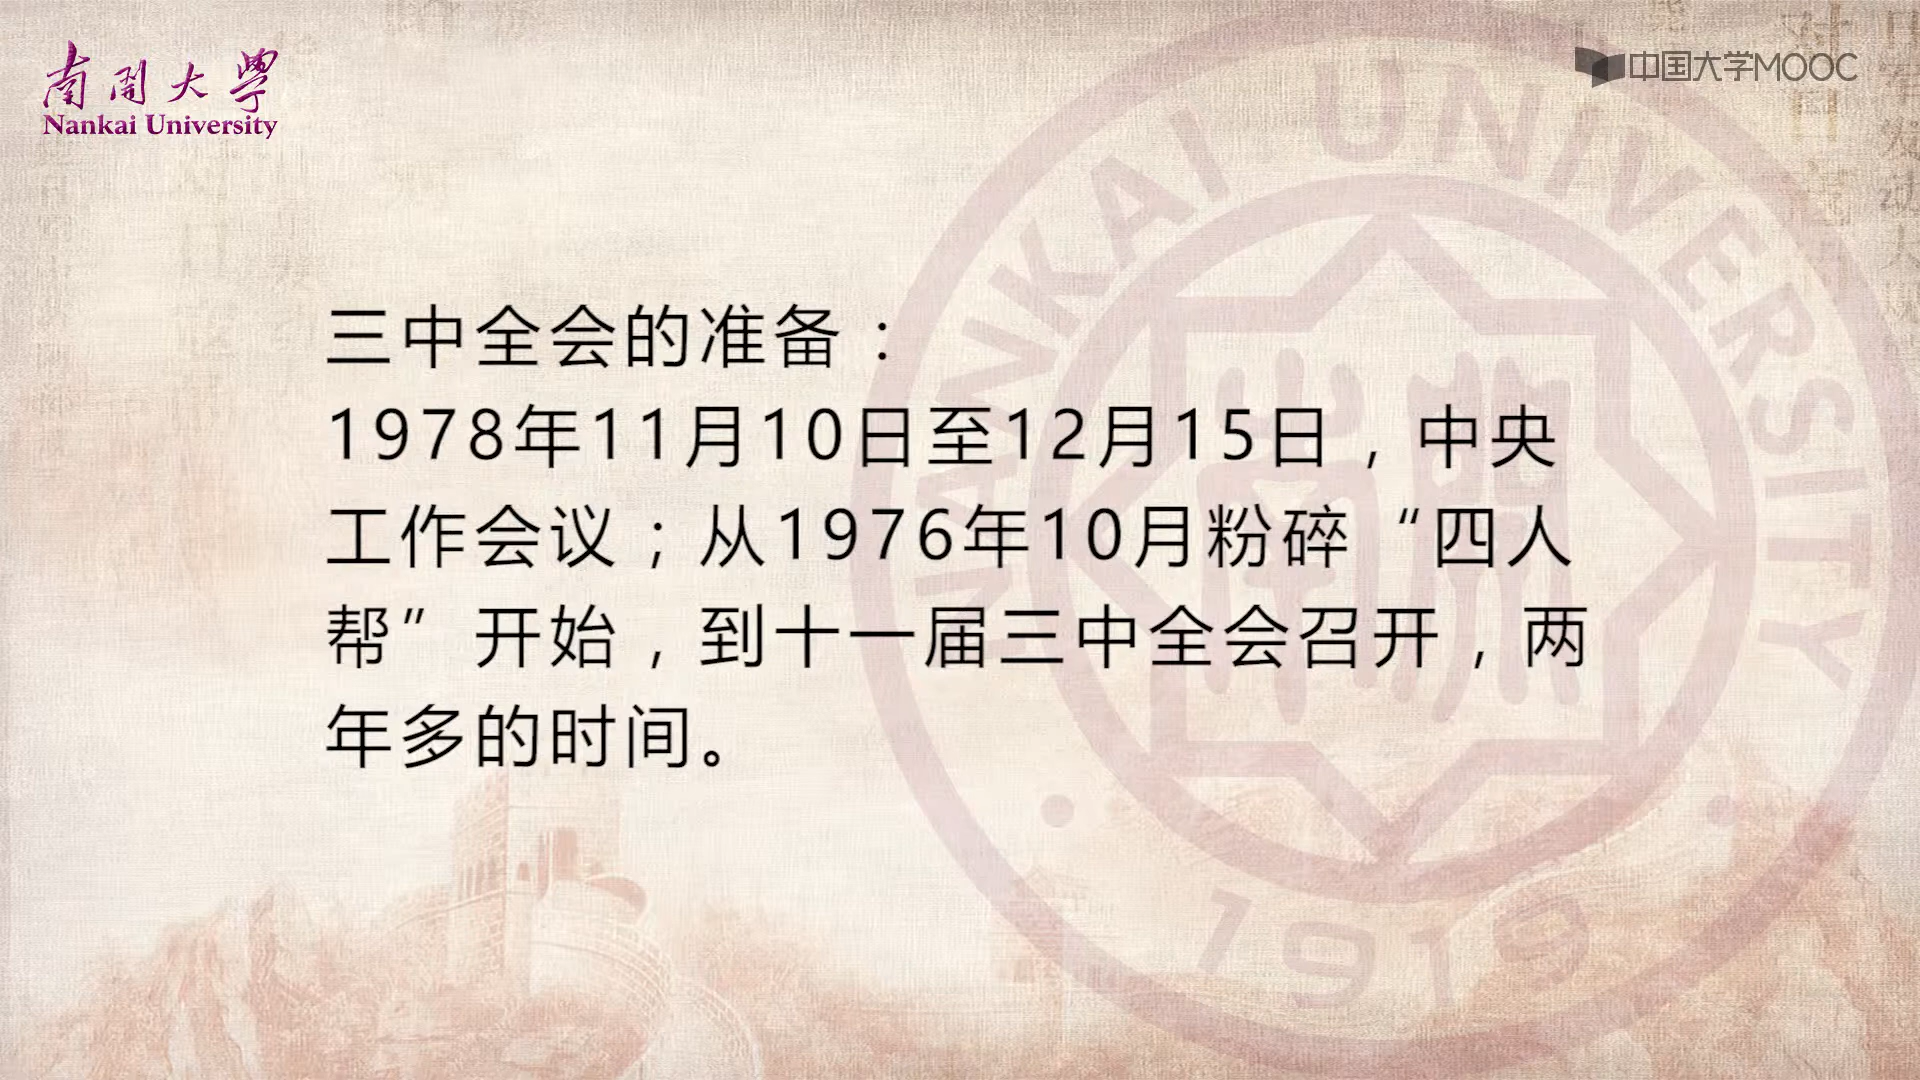 南開大學
Nankai University
中国大学MOOC
NANKAI UNIVERSITY
南開
1919
三中全会的准备：
1978年11月10日至12月15日，中央
工作会议；从1976年10月粉碎“四人
帮”开始，到十一届三中全会召开，两
年多的时间。